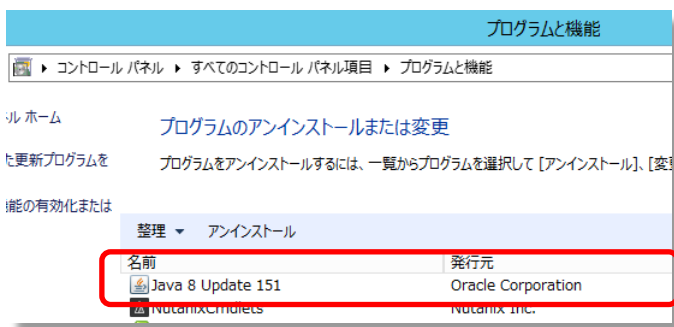 プログラムと機能
コントロール パネル ▸ すべてのコントロール パネル項目 ▸ プログラムと機能
ネル ホーム
プログラムのアンインストールまたは変更
た更新プログラムを
プログラムをアンインストールするには、一覧からプログラムを選択して [アンインストール]、[変更
機能の有効化または
整理 ▾ アンインストール
名前 発行元
Java 8 Update 151 Oracle Corporation
NutanixCmdlets Nutanix Inc.